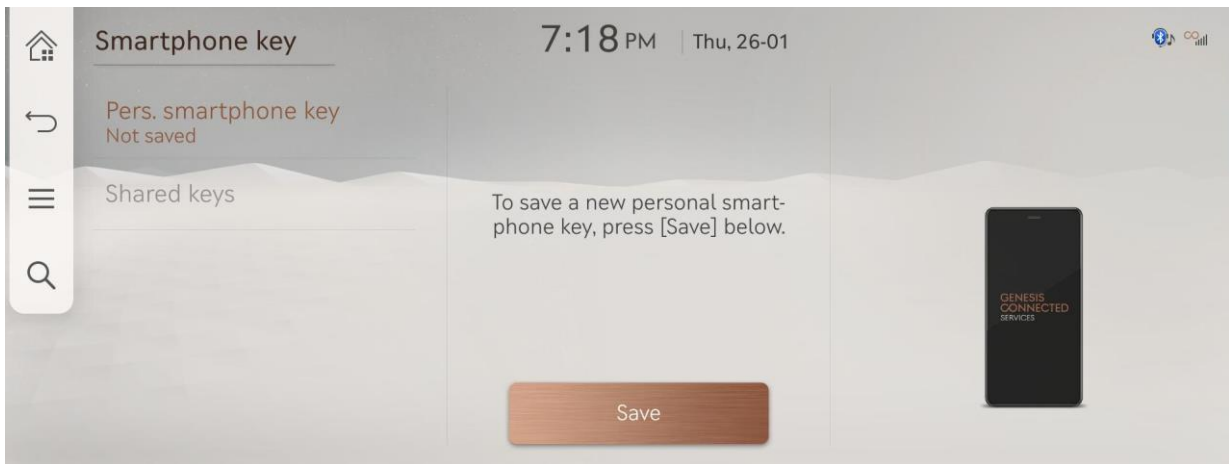 Smartphone key
7:18 PM
Thu, 26-01
Pers. smartphone key
Not saved
Shared keys
To save a new personal smart-
phone key, press [Save] below.
Save
GENESIS
CONNECTED
SERVICES